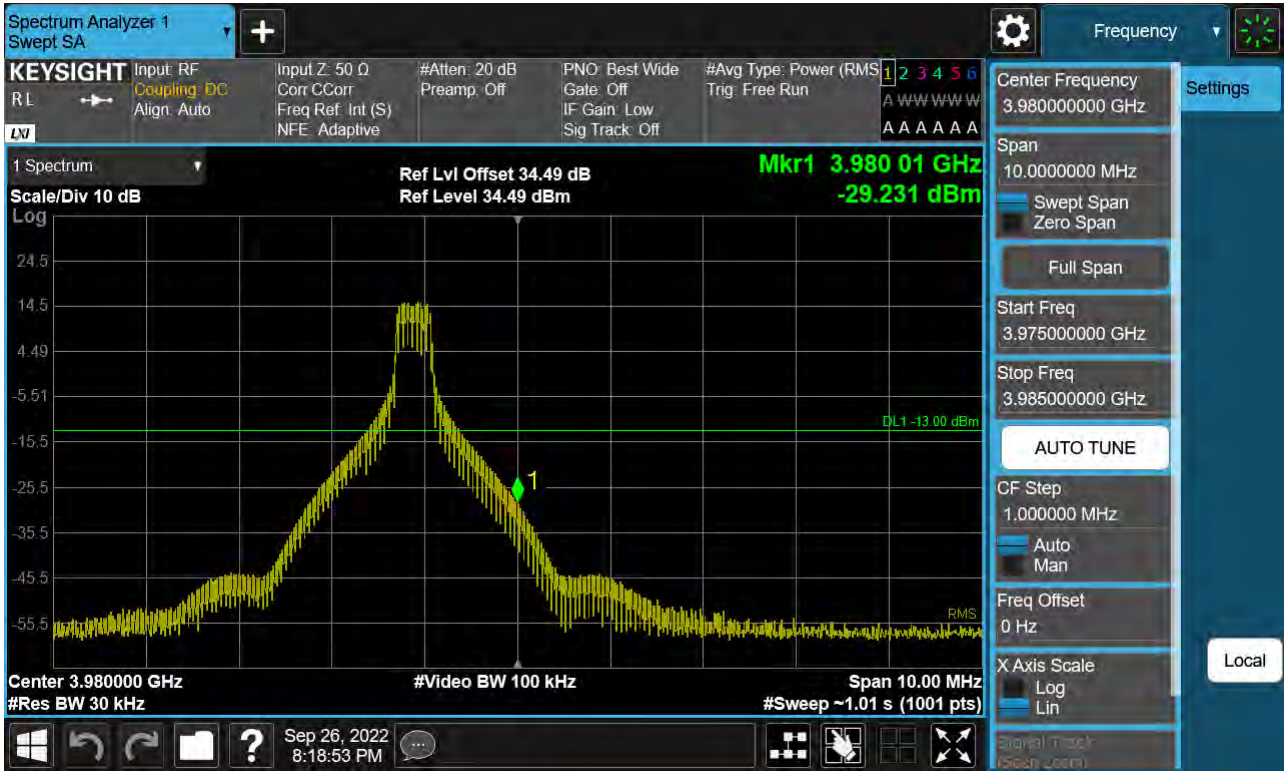 Spectrum Analyzer 1
Swept SA
Frequency
KEYSIGHT
RL
LXI
Input: RF
Coupling: DC
Align: Auto
Input Z: 50 Ω
Corr CCorr
Freq Ref: Int (S)
NFE: Adaptive
#Atten: 20 dB
Preamp: Off
PNO: Best Wide
Gate: Off
IF Gain: Low
Sig Track: Off
#Avg Type: Power (RMS
Trig: Free Run
1 2 3 4 5 6
A W W W W W
A A A A A A
1 Spectrum
Scale/Div 10 dB
Log
Ref Lvl Offset 34.49 dB
Ref Level 34.49 dBm
Mkr1 3.980 01 GHz
-29.231 dBm
24.5
14.5
4.49
-5.51
-15.5
-25.5
-35.5
-45.5
-55.5
DL1 -13.00 dBm
1
RMS
Center 3.980000 GHz
#Res BW 30 kHz
#Video BW 100 kHz
Span 10.00 MHz
#Sweep ~1.01 s (1001 pts)
Center Frequency
3.980000000 GHz
Span
10.0000000 MHz
Swept Span
Zero Span
Full Span
Start Freq
3.975000000 GHz
Stop Freq
3.985000000 GHz
AUTO TUNE
CF Step
1.000000 MHz
Auto
Man
Freq Offset
0 Hz
X Axis Scale
Log
Lin
Signal Track
(Span Zoom)
Settings
Local
?
Sep 26, 2022
8:18:53 PM